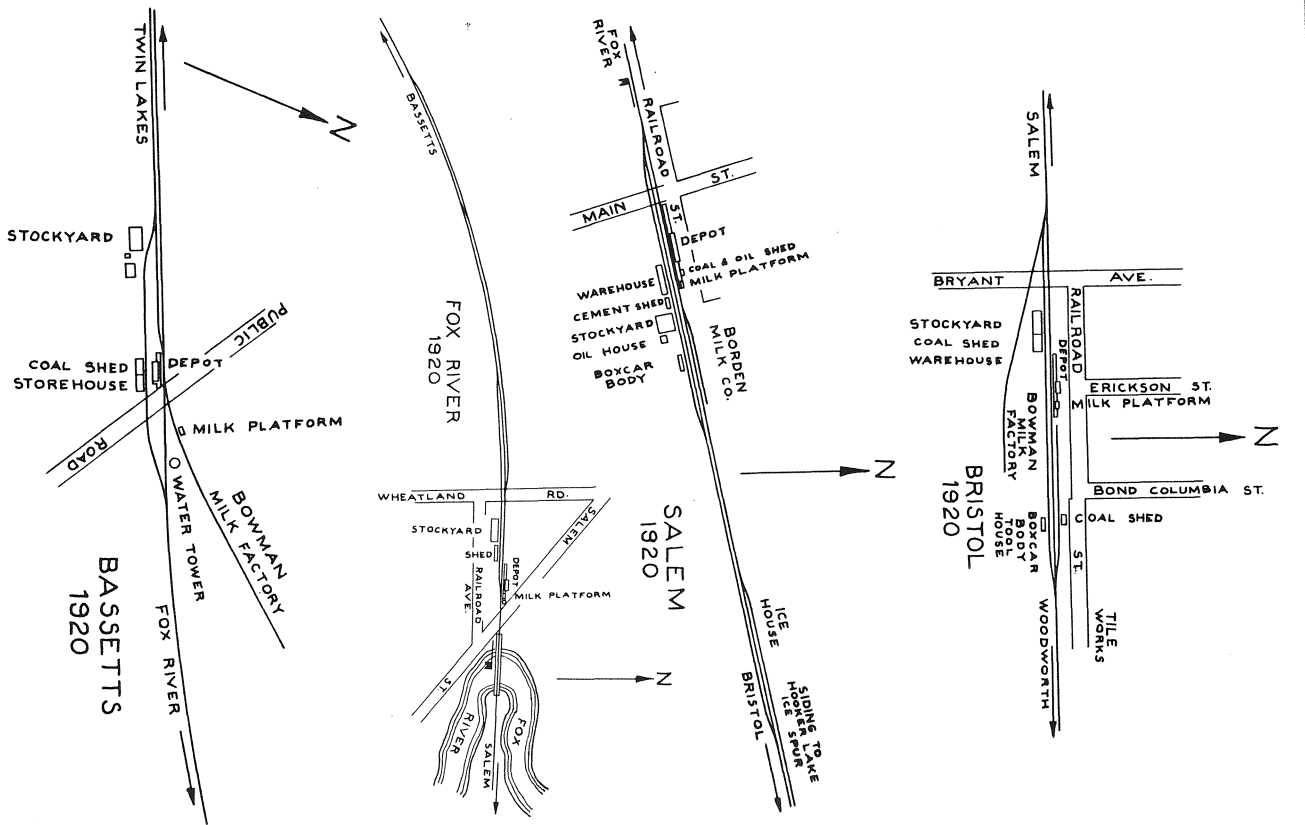 TWIN LAKES
N
STOCKYARD
PUBLIC
ROAD
COAL SHED
STOREHOUSE
DEPOT
MILK PLATFORM
WATER TOWER
BOWMAN
MILK FACTORY
FOX RIVER
BASSETTS
1920
BASSETTS
FOX RIVER
1920
WHEATLAND
RD.
STOCKYARD
SHED
RAILROAD
AVE.
DEPOT
MILK PLATFORM
SALEM
ST.
N
FOX
RIVER
SALEM
FOX
RIVER
RAILROAD
ST.
MAIN
ST.
DEPOT
COAL & OIL SHED
MILK PLATFORM
WAREHOUSE
CEMENT SHED
STOCKYARD
OIL HOUSE
BOXCAR
BODY
BORDEN
MILK CO.
N
SALEM
1920
ICE
HOUSE
BRISTOL
SIDING TO
HOOKER LAKE
ICE SPUR
SALEM
BRYANT
AVE.
RAILROAD
ST.
STOCKYARD
COAL SHED
WAREHOUSE
DEPOT
ERICKSON ST.
MILK PLATFORM
BOWMAN
MILK
FACTORY
N
BRISTOL
1920
BOND COLUMBIA ST.
COAL SHED
BOXCAR
BODY
TOOL
HOUSE
TILE
WORKS
WOODWORTH